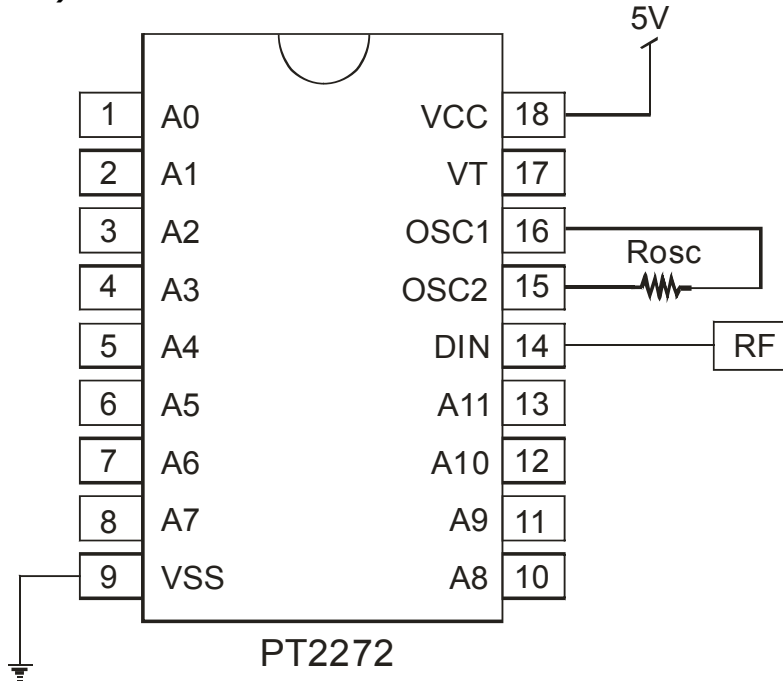 5V
1 A0 VCC 18
2 A1 VT 17
3 A2 OSC1 16
Rosc
4 A3 OSC2 15
5 A4 DIN 14 RF
6 A5 A11 13
7 A6 A10 12
8 A7 A9 11
9 VSS A8 10
PT2272